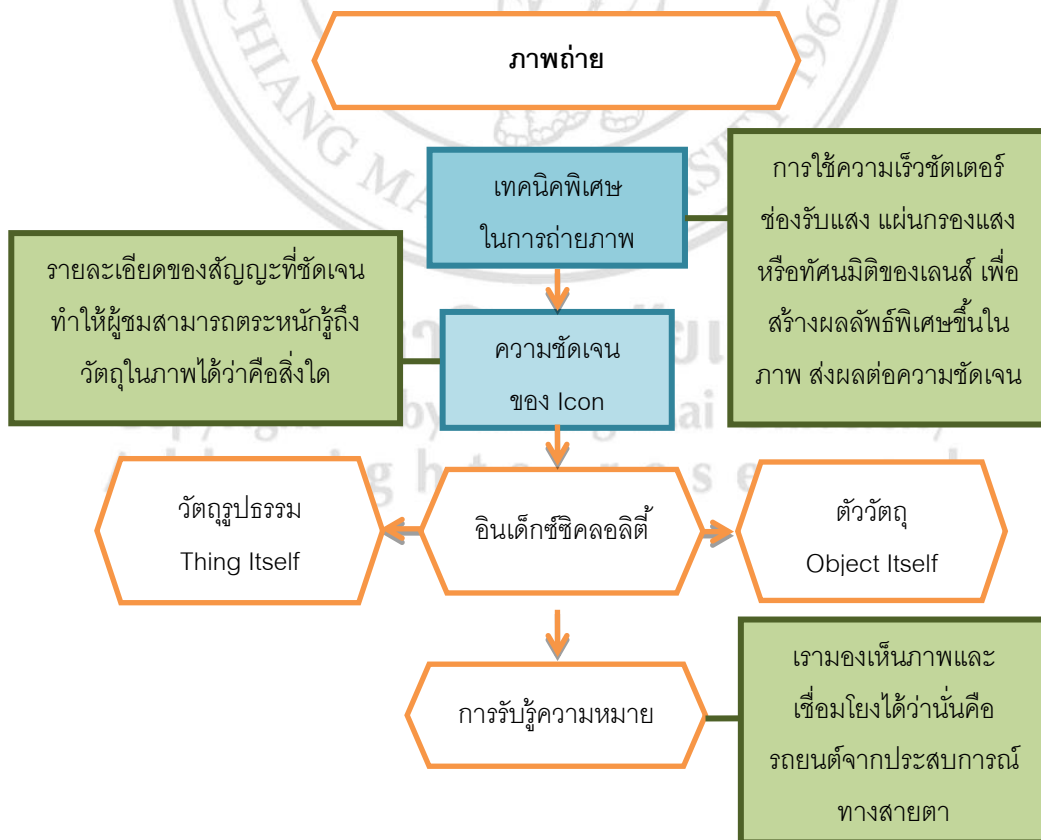 ภาพถ่าย
เทคนิคพิเศษ
ในการถ่ายภาพ
การใช้ความเร็วชัตเตอร์
ช่องรับแสง แผ่นกรองแสง
หรือทัศนมิติของเลนส์ เพื่อ
สร้างผลลัพธ์พิเศษขึ้นใน
ภาพ ส่งผลต่อความชัดเจน
รายละเอียดของสัญญะที่ชัดเจน
ทำให้ผู้ชมสามารถตระหนักรู้ถึง
วัตถุในภาพได้ว่าคือสิ่งใด
ความชัดเจน
ของ Icon
วัตถุรูปธรรม
Thing Itself
อินเด็กซ์ซิคลอลิตี้
ตัววัตถุ
Object Itself
การรับรู้ความหมาย
เรามองเห็นภาพและ
เชื่อมโยงได้ว่านั่นคือ
รถยนต์จากประสบการณ์
ทางสายตา
CHIANG MA
SITY 1964